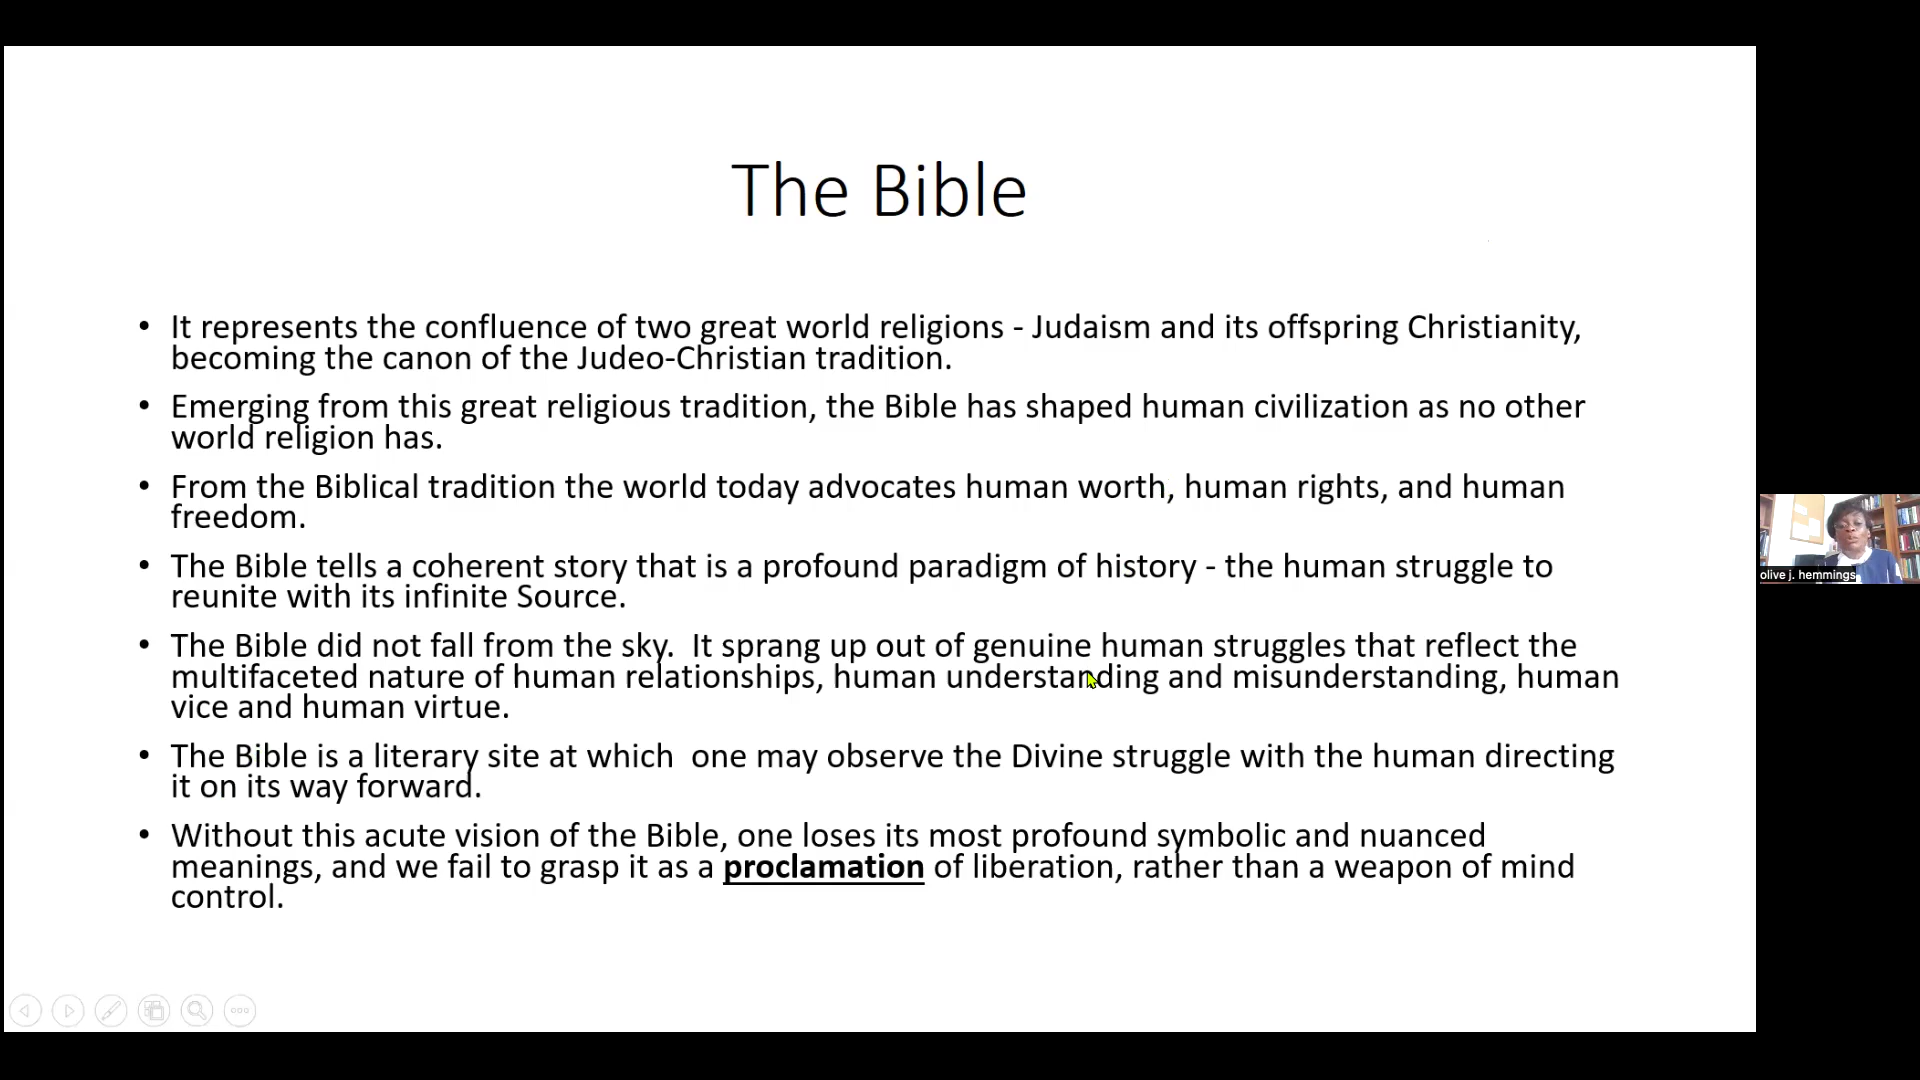 The Bible
• It represents the confluence of two great world religions - Judaism and its offspring Christianity,
becoming the canon of the Judeo-Christian tradition.
• Emerging from this great religious tradition, the Bible has shaped human civilization as no other
world religion has.
• From the Biblical tradition the world today advocates human worth, human rights, and human
freedom.
• The Bible tells a coherent story that is a profound paradigm of history - the human struggle to
reunite with its infinite Source.
• The Bible did not fall from the sky.  It sprang up out of genuine human struggles that reflect the
multifaceted nature of human relationships, human understanding and misunderstanding, human
vice and human virtue.
• The Bible is a literary site at which  one may observe the Divine struggle with the human directing
it on its way forward.
• Without this acute vision of the Bible, one loses its most profound symbolic and nuanced
meanings, and we fail to grasp it as a proclamation of liberation, rather than a weapon of mind
control.
olive j. hemmings